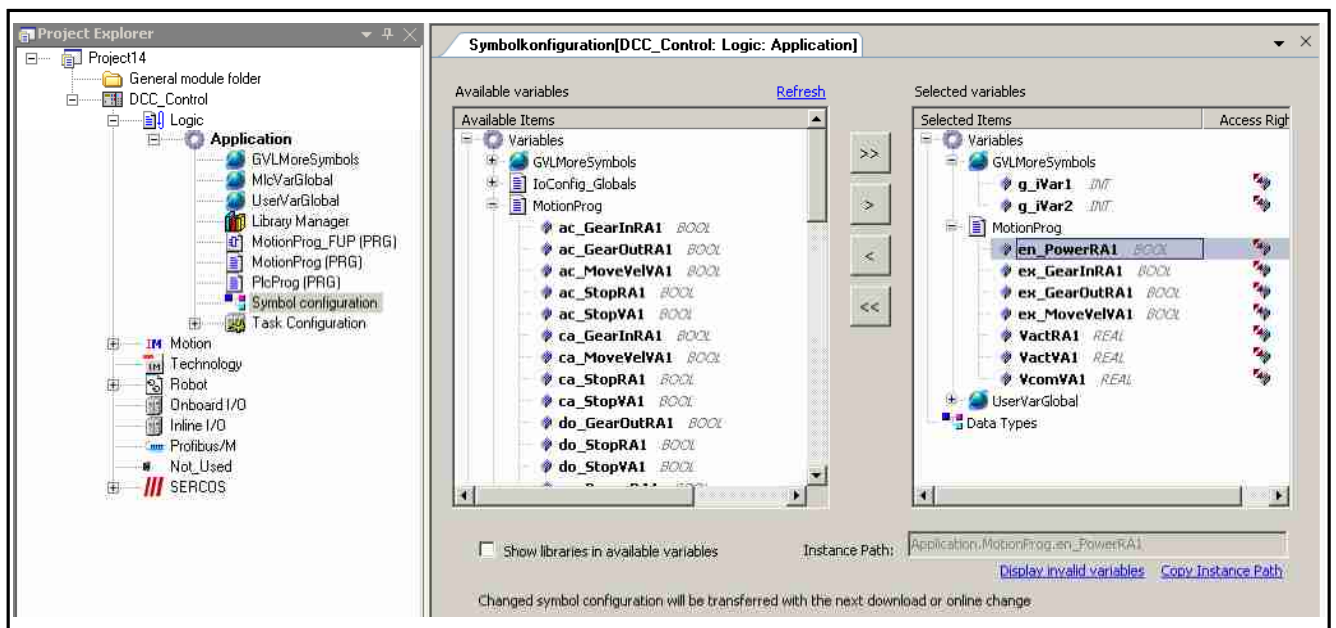 Project Explorer
Project14
General module folder
DCC_Control
Logic
Application
GVLMoreSymbols
MlcVarGlobal
UserVarGlobal
Library Manager
MotionProg_FUP (PRG)
MotionProg (PRG)
PlcProg (PRG)
Symbol configuration
Task Configuration
IM Motion
IM Technology
Robot
Onboard I/O
Inline I/O
Profibus/M
Not_Used
SERCOS
Symbolkonfiguration[DCC_Control: Logic: Application]
Available variables Refresh
Available Items
Variables
GVLMoreSymbols
IoConfig_Globals
MotionProg
ac_GearInRA1 BOOL
ac_GearOutRA1 BOOL
ac_MoveVelVA1 BOOL
ac_StopRA1 BOOL
ac_StopVA1 BOOL
ca_GearInRA1 BOOL
ca_MoveVelVA1 BOOL
ca_StopRA1 BOOL
ca_StopVA1 BOOL
do_GearOutRA1 BOOL
do_StopRA1 BOOL
do_StopVA1 BOOL
>>
>
<
<<
Selected variables
Selected Items Access Righ
Variables
GVLMoreSymbols
g_iVar1 INT
g_iVar2 INT
MotionProg
en_PowerRA1 BOOL
ex_GearInRA1 BOOL
ex_GearOutRA1 BOOL
ex_MoveVelVA1 BOOL
VactRA1 REAL
VactVA1 REAL
VcomVA1 REAL
UserVarGlobal
Data Types
Show libraries in available variables
Instance Path: Application.MotionProg.en_PowerRA1
Display invalid variables Copy Instance Path
Changed symbol configuration will be transferred with the next download or online change